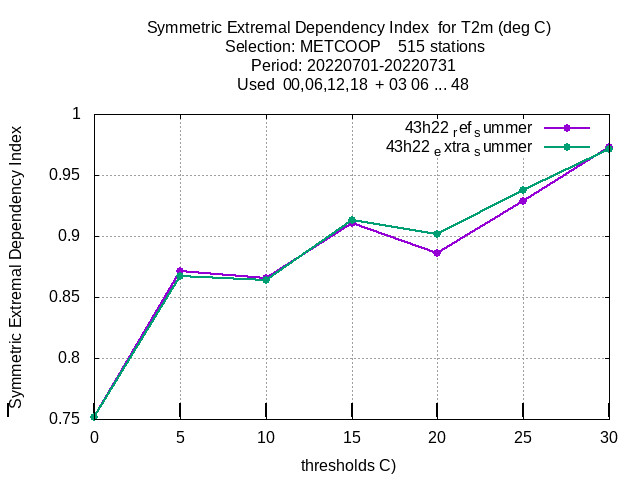 Symmetric Extremal Dependency Index  for T2m (deg C)
Selection: METCOOP    515 stations
Period: 20220701-20220731
Used  00,06,12,18  + 03 06 ... 48
43h22 ref summer
43h22 extra summer
1
0.95
0.9
0.85
0.8
0.75
Symmetric Extremal Dependency Index
0 5 10 15 20 25 30
thresholds C)